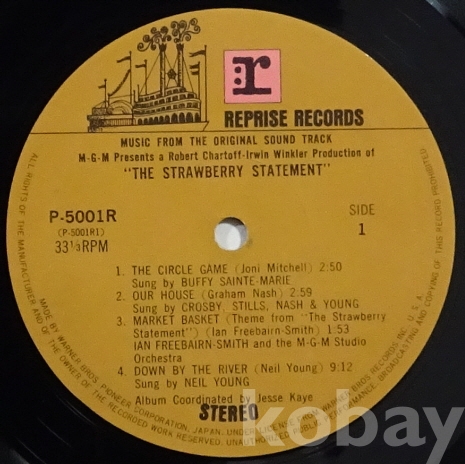 r:
REPRISE RECORDS
MUSIC FROM THE ORIGINAL SOUND TRACK
M-G-M Presents a Robert Chartoff-Irwin Winkler Production of
"THE STRAWBERRY STATEMENT"
P-5001R
(P-5001R1)
33⅓RPM
SIDE
1
1. THE CIRCLE GAME (Joni Mitchell) 2:50
Sung by BUFFY SAINTE-MARIE
2. OUR HOUSE (Graham Nash) 2:59
Sung by CROSBY, STILLS, NASH & YOUNG
3. MARKET BASKET (Theme from "The Strawberry
Statement") (Ian Freebairn-Smith) 1:53
IAN FREEBAIRN-SMITH and the M-G-M Studio
Orchestra
4. DOWN BY THE RIVER (Neil Young) 9:12
Sung by NEIL YOUNG
Album Coordinated by Jesse Kaye
STEREO
ALL RIGHTS OF THE MANUFACTURER AND OF THE OWNER OF THE RECORDED WORK RESERVED. UNAUTHORIZED PUBLIC PERFORMANCE, BROADCASTING AND COPYING OF THIS RECORD PROHIBITED.
MADE BY WARNER BROS. PIONEER CORPORATION, JAPAN. UNDER LICENSE FROM WARNER BROS. RECORDS INC. U.S.A.
kobay